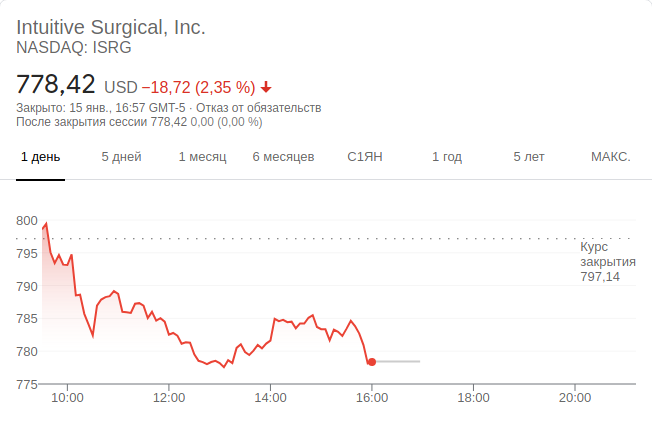 Intuitive Surgical, Inc.
NASDAQ: ISRG
778,42 USD −18,72 (2,35 %)
Закрыто: 15 янв., 16:57 GMT-5 · Отказ от обязательств
После закрытия сессии 778,42 0,00 (0,00 %)
1 день 5 дней 1 месяц 6 месяцев С1ЯН 1 год 5 лет МАКС.
800
795
790
785
780
775
Курс
закрытия
797,14
10:00 12:00 14:00 16:00 18:00 20:00